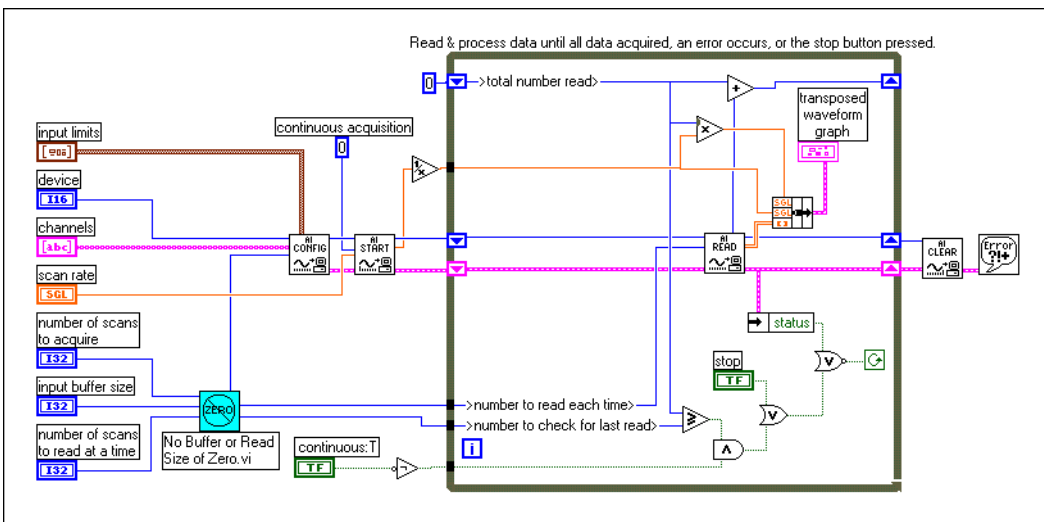 Read & process data until all data acquired, an error occurs, or the stop button pressed.
0
>total number read>
+
transposed
waveform
graph
continuous acquisition
0
input limits
x
1/x
device
I16
SGL
SGL
channels
[abc]
AI
CONFIG
AI
START
AI
READ
AI
CLEAR
Error
?!+
scan rate
SGL
status
number of scans
to acquire
I32
stop
TF
V
input buffer size
I32
ZERO
>number to read each time>
V
≥
>number to check for last read>
number of scans
to read at a time
I32
No Buffer or Read
Size of Zero.vi
continuous:T
TF
¬
i
Λ